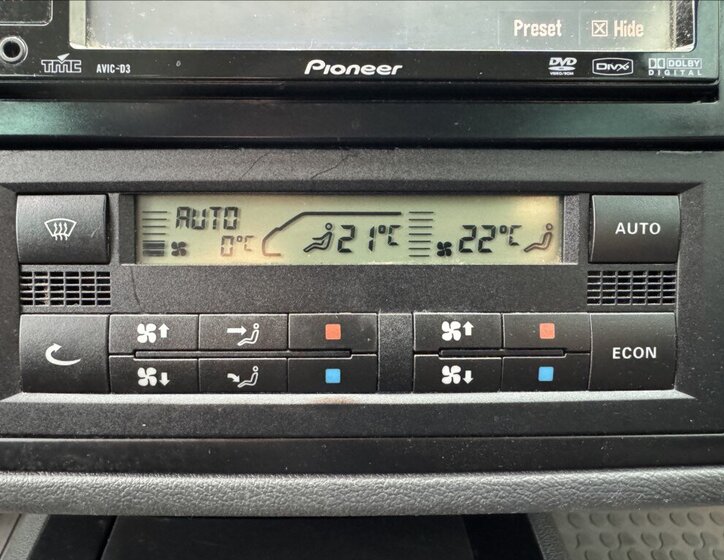 Preset Hide
TMC AVIC-D3 Pioneer DVD VIDEO/ROM DivX DOLBY DIGITAL
AUTO
0°C 21°C 22°C
AUTO
ECON